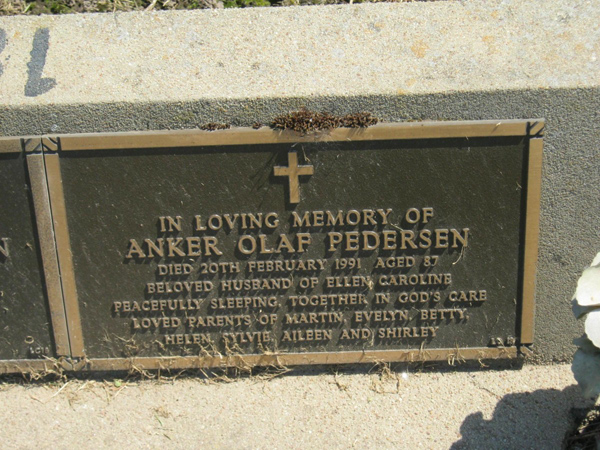 IN LOVING MEMORY OF
ANKER OLAF PEDERSEN
DIED 20TH FEBRUARY 1991 AGED 87
BELOVED HUSBAND OF ELLEN CAROLINE
PEACEFULLY SLEEPING, TOGETHER, IN GOD'S CARE
LOVED PARENTS OF MARTIN, EVELYN, BETTY,
HELEN, SYLVIE, AILEEN AND SHIRLEY